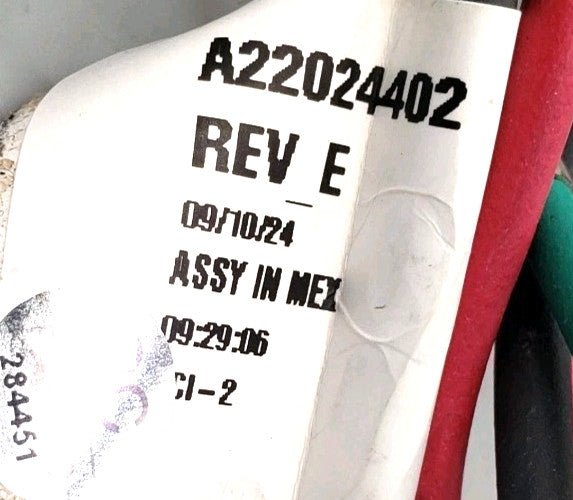 A22024402
REV_E
09/10/24
ASSY IN MEX
09:29:06
CI-2
284451